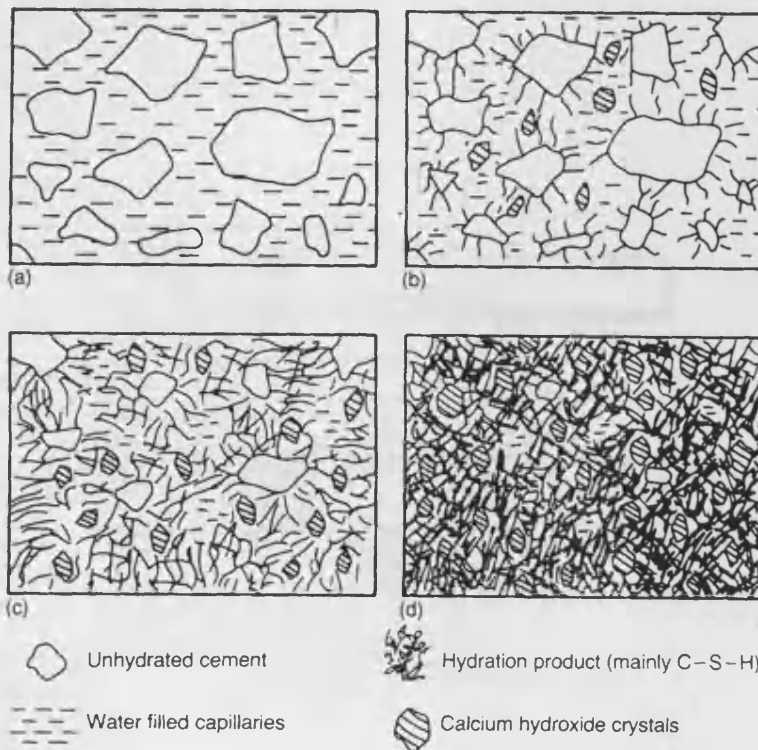 (a)
(b)
(c)
(d)
Unhydrated cement
Hydration product (mainly C–S–H)
Water filled capillaries
Calcium hydroxide crystals